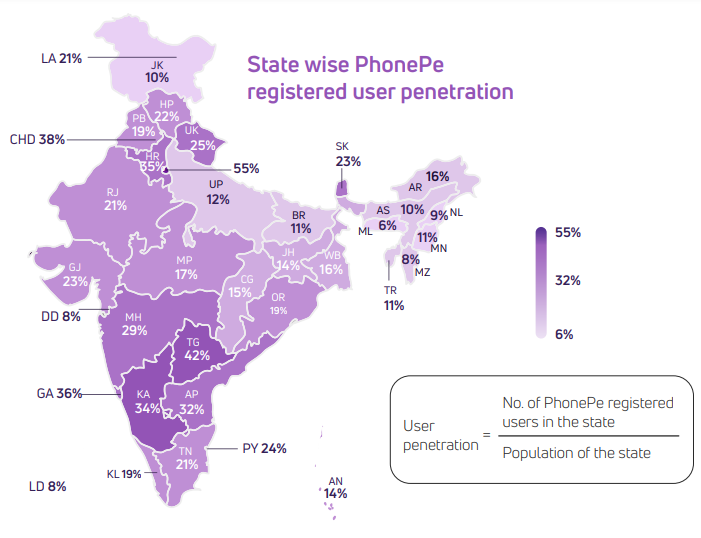 State wise PhonePe
registered user penetration
LA 21%
JK
10%
HP
22%
PB
19%
UK
25%
CHD 38%
HR
35%
55%
SK
23%
RJ
21%
UP
12%
BR
11%
AR
16%
AS
10%
9% NL
ML
6%
11%
MN
8%
MZ
TR
11%
GJ
23%
MP
17%
JH
14%
WB
16%
CG
15%
OR
19%
DD 8%
MH
29%
TG
42%
GA 36%
KA
34%
AP
32%
PY 24%
TN
21%
KL 19%
LD 8%
AN
14%
55%
32%
6%
User
penetration
=
No. of PhonePe registered
users in the state
Population of the state